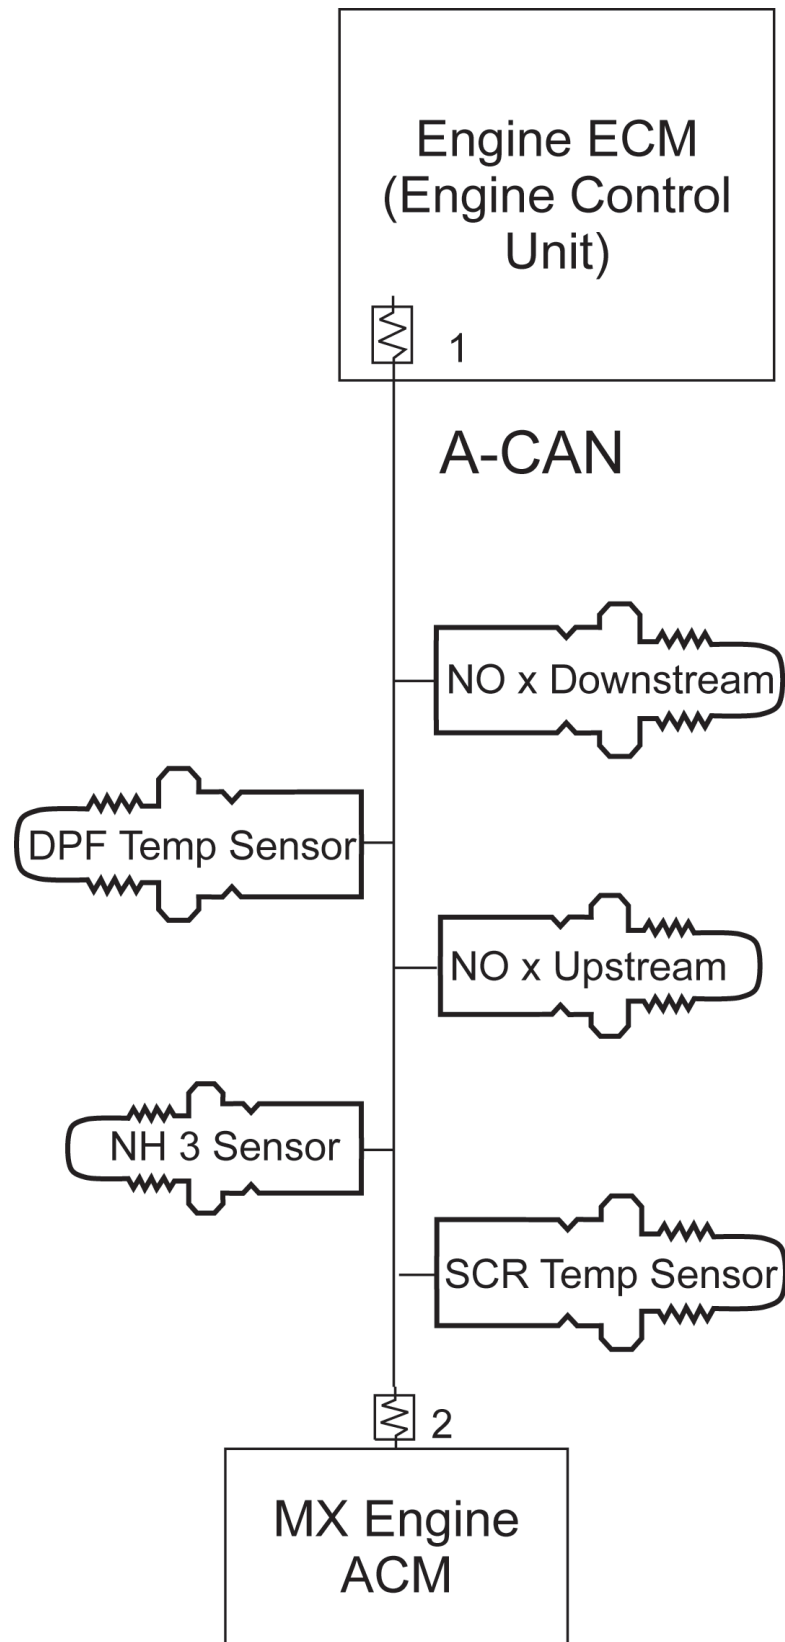 Engine ECM
(Engine Control
Unit)
1
A-CAN
NO x Downstream
DPF Temp Sensor
NO x Upstream
NH 3 Sensor
SCR Temp Sensor
2
MX Engine
ACM